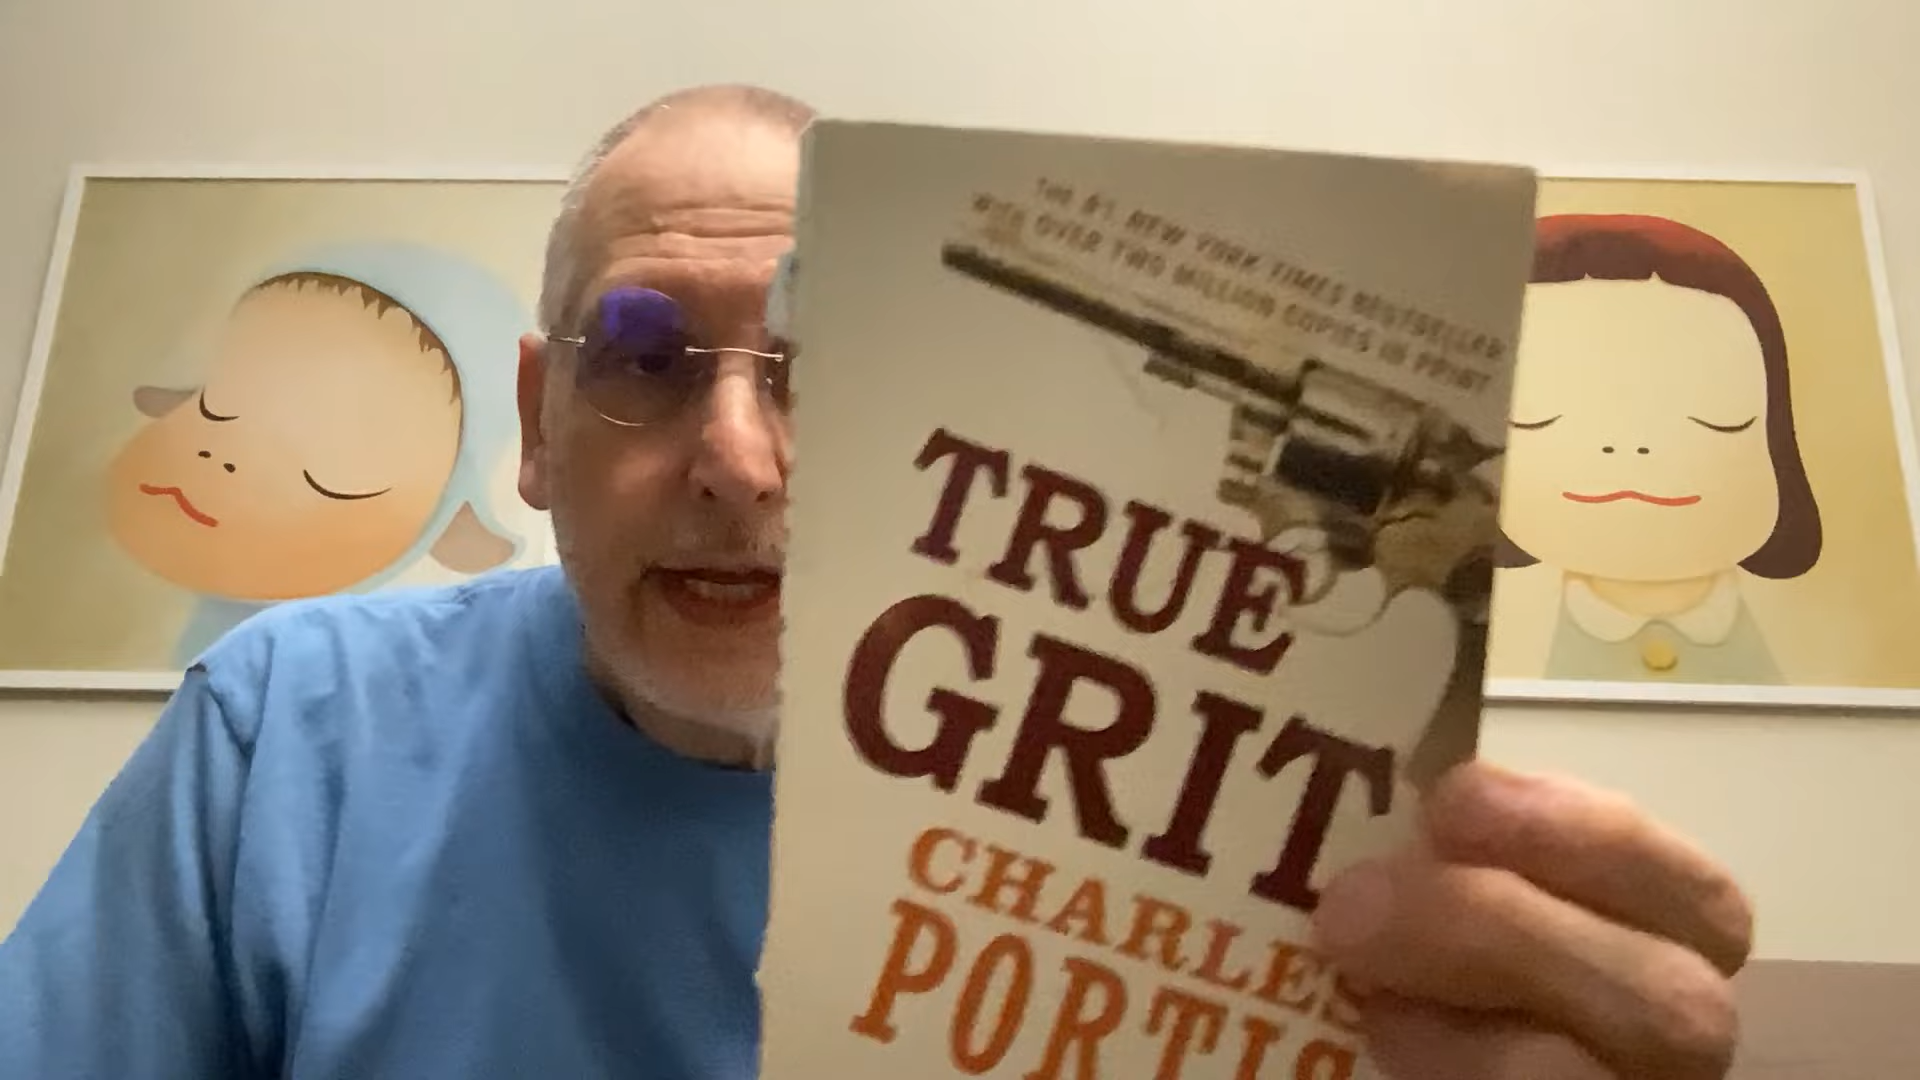 THE #1 NEW YORK TIMES BESTSELLER
WITH OVER TWO MILLION COPIES IN PRINT
TRUE
GRIT
CHARLES
PORTIS